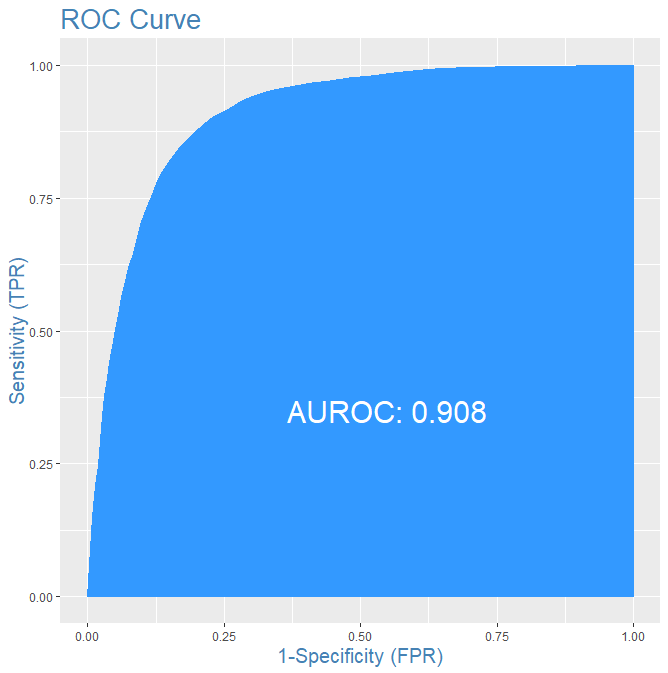 ROC Curve
1.00
0.75
0.50
0.25
0.00
Sensitivity (TPR)
AUROC: 0.908
0.00
0.25
0.50
0.75
1.00
1-Specificity (FPR)